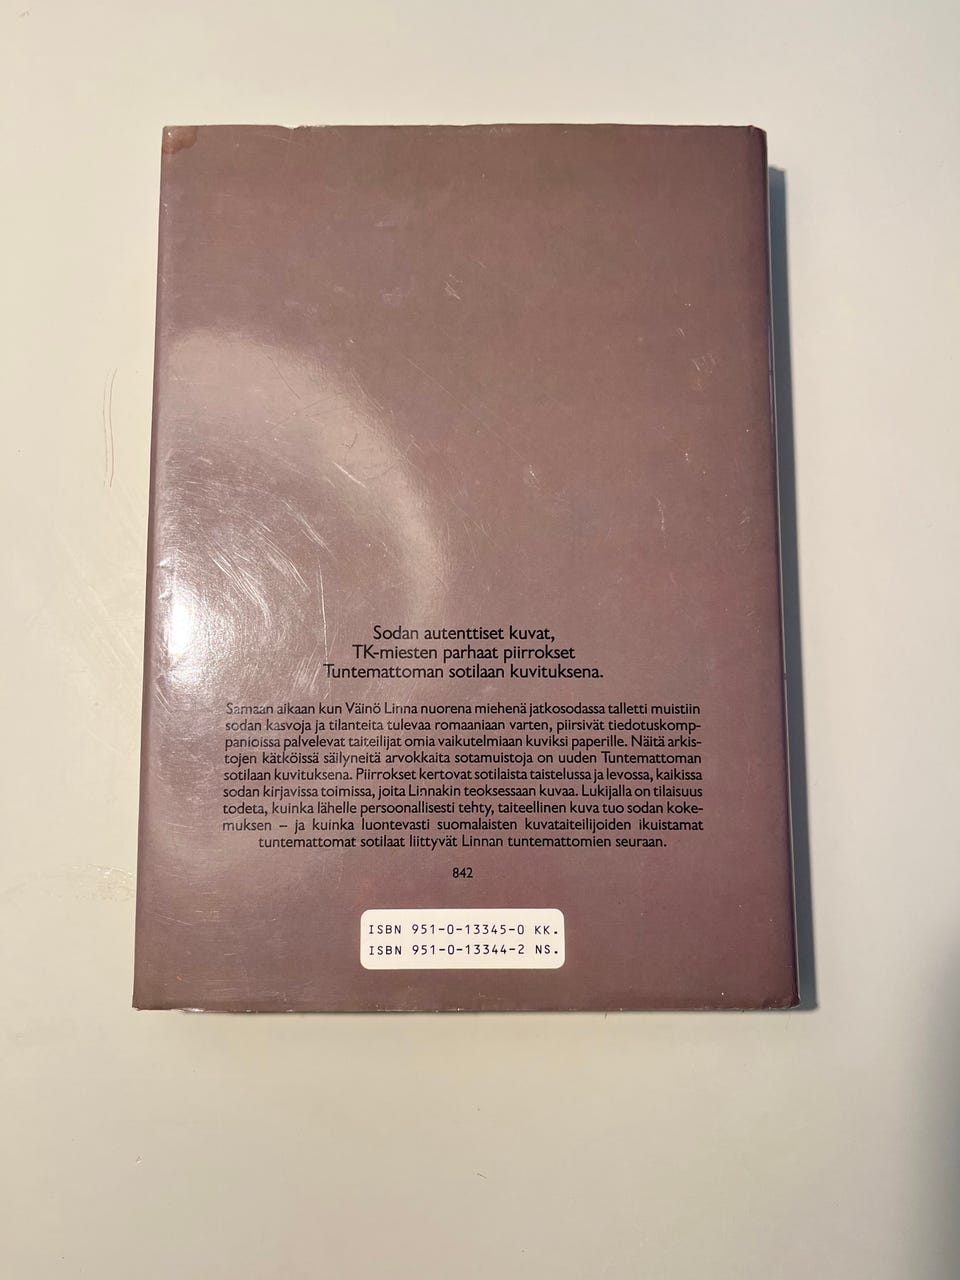 Sodan autenttiset kuvat,
TK-miesten parhaat piirrokset
Tuntemattoman sotilaan kuvituksena.
Samaan aikaan kun Väinö Linna nuorena miehenä jatkosodassa talletti muistiin
sodan kasvoja ja tilanteita tulevaa romaaniaan varten, piirsivät tiedotuskomp-
panioissa palvelevat taiteilijat omia vaikutelmiaan kuviksi paperille. Näitä arkis-
tojen kätköissä säilyneitä arvokkaita sotamuistoja on uuden Tuntemattoman
sotilaan kuvituksena. Piirrokset kertovat sotilaista taistelussa ja levossa, kaikissa
sodan kirjavissa toimissa, joita Linnakin teoksessaan kuvaa. Lukijalla on tilaisuus
todeta, kuinka lähelle persoonallisesti tehty, taiteellinen kuva tuo sodan koke-
muksen – ja kuinka luontevasti suomalaisten kuvataiteilijoiden ikuistamat
tuntemattomat sotilaat liittyvät Linnan tuntemattomien seuraan.
842
ISBN 951-0-13345-0 KK.
ISBN 951-0-13344-2 NS.